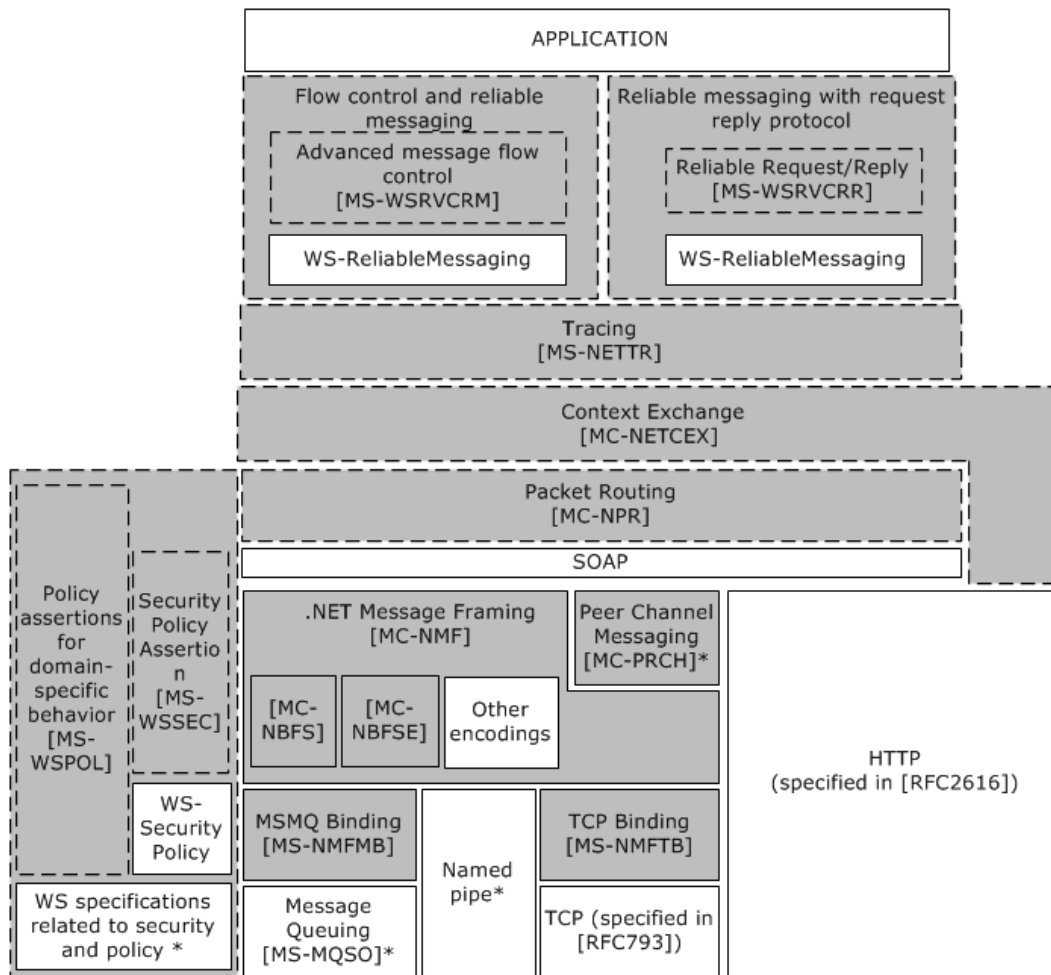 APPLICATION
Flow control and reliable
messaging
Advanced message flow
control
[MS-WSRVCRM]
WS-ReliableMessaging
Reliable messaging with request
reply protocol
Reliable Request/Reply
[MS-WSRVCRR]
WS-ReliableMessaging
Tracing
[MS-NETTR]
Context Exchange
[MC-NETCEX]
Packet Routing
[MC-NPR]
SOAP
Policy
assertions
for
domain-
specific
behavior
[MS-
WSPOL]
Security
Policy
Assertio
n
[MS-
WSSEC]
WS-
Security
Policy
WS specifications
related to security
and policy *
.NET Message Framing
[MC-NMF]
[MC-
NBFS]
[MC-
NBFSE]
Other
encodings
Peer Channel
Messaging
[MC-PRCH]*
HTTP
(specified in [RFC2616])
MSMQ Binding
[MS-NMFMB]
Named
pipe*
TCP Binding
[MS-NMFTB]
Message
Queuing
[MS-MQSO]*
TCP (specified in
[RFC793])